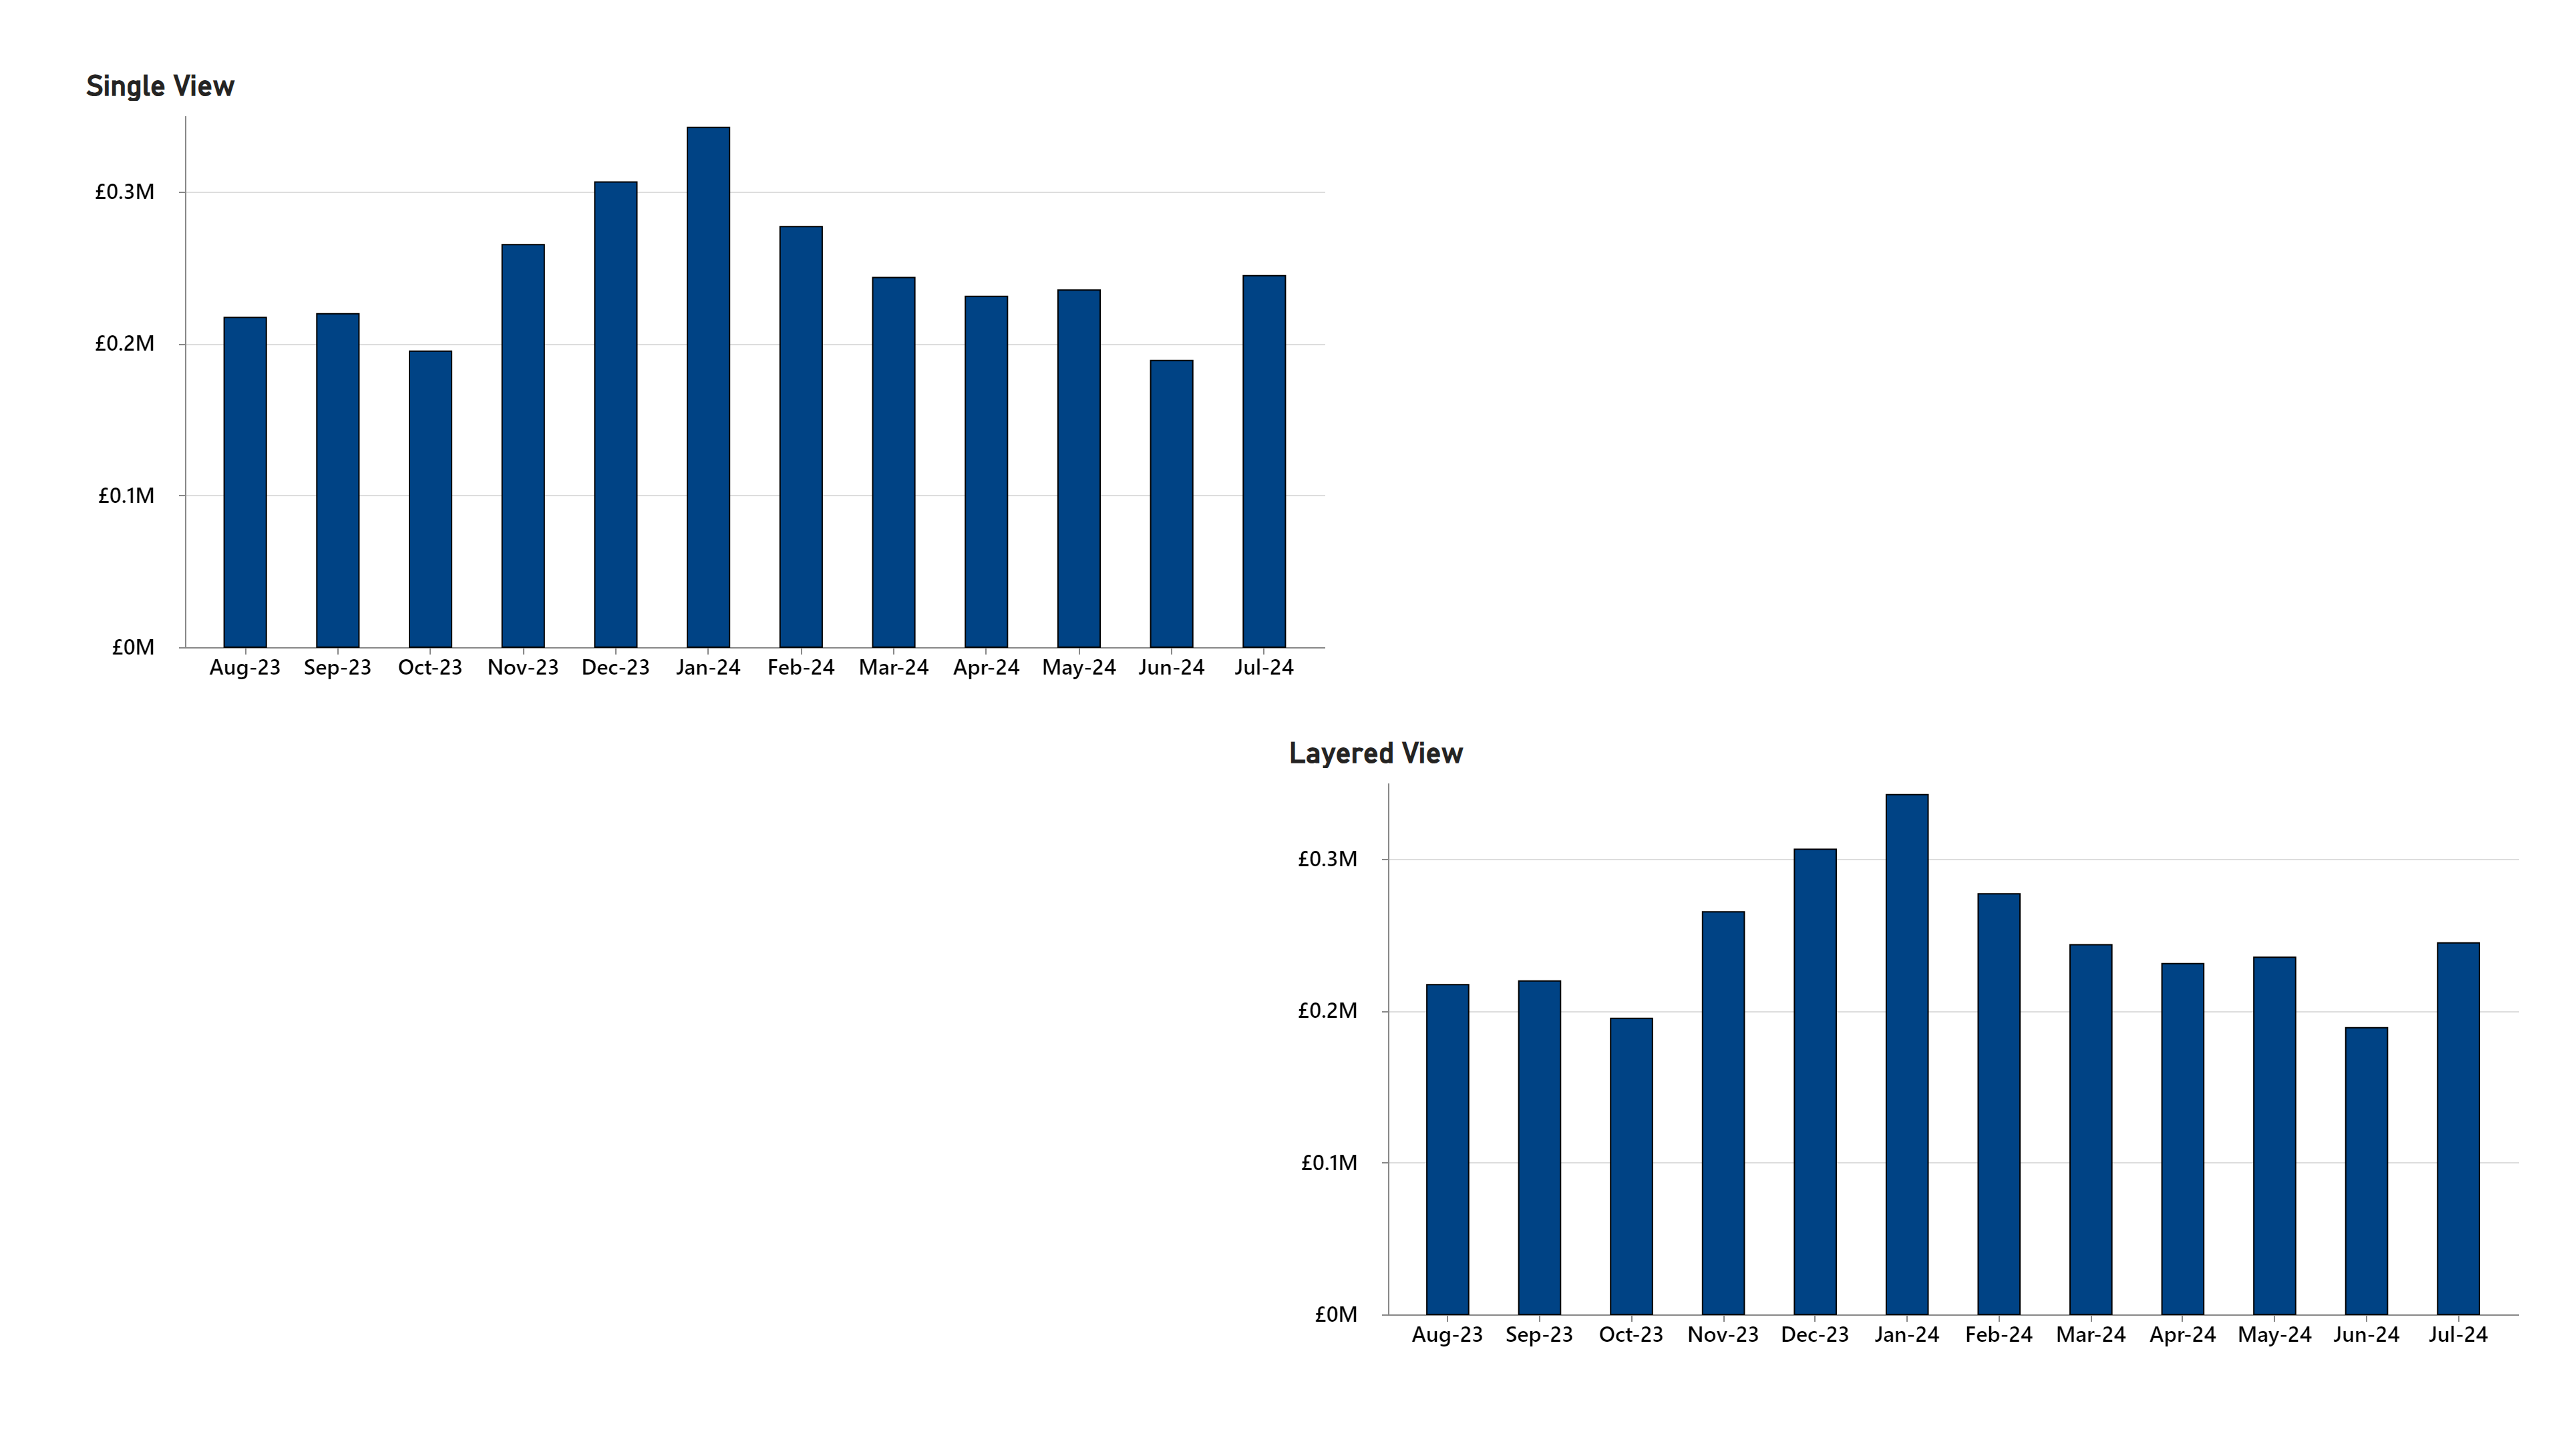 Single View
£0.3M
£0.2M
£0.1M
£0M
Aug-23 Sep-23 Oct-23 Nov-23 Dec-23 Jan-24 Feb-24 Mar-24 Apr-24 May-24 Jun-24 Jul-24
Layered View
£0.3M
£0.2M
£0.1M
£0M
Aug-23 Sep-23 Oct-23 Nov-23 Dec-23 Jan-24 Feb-24 Mar-24 Apr-24 May-24 Jun-24 Jul-24